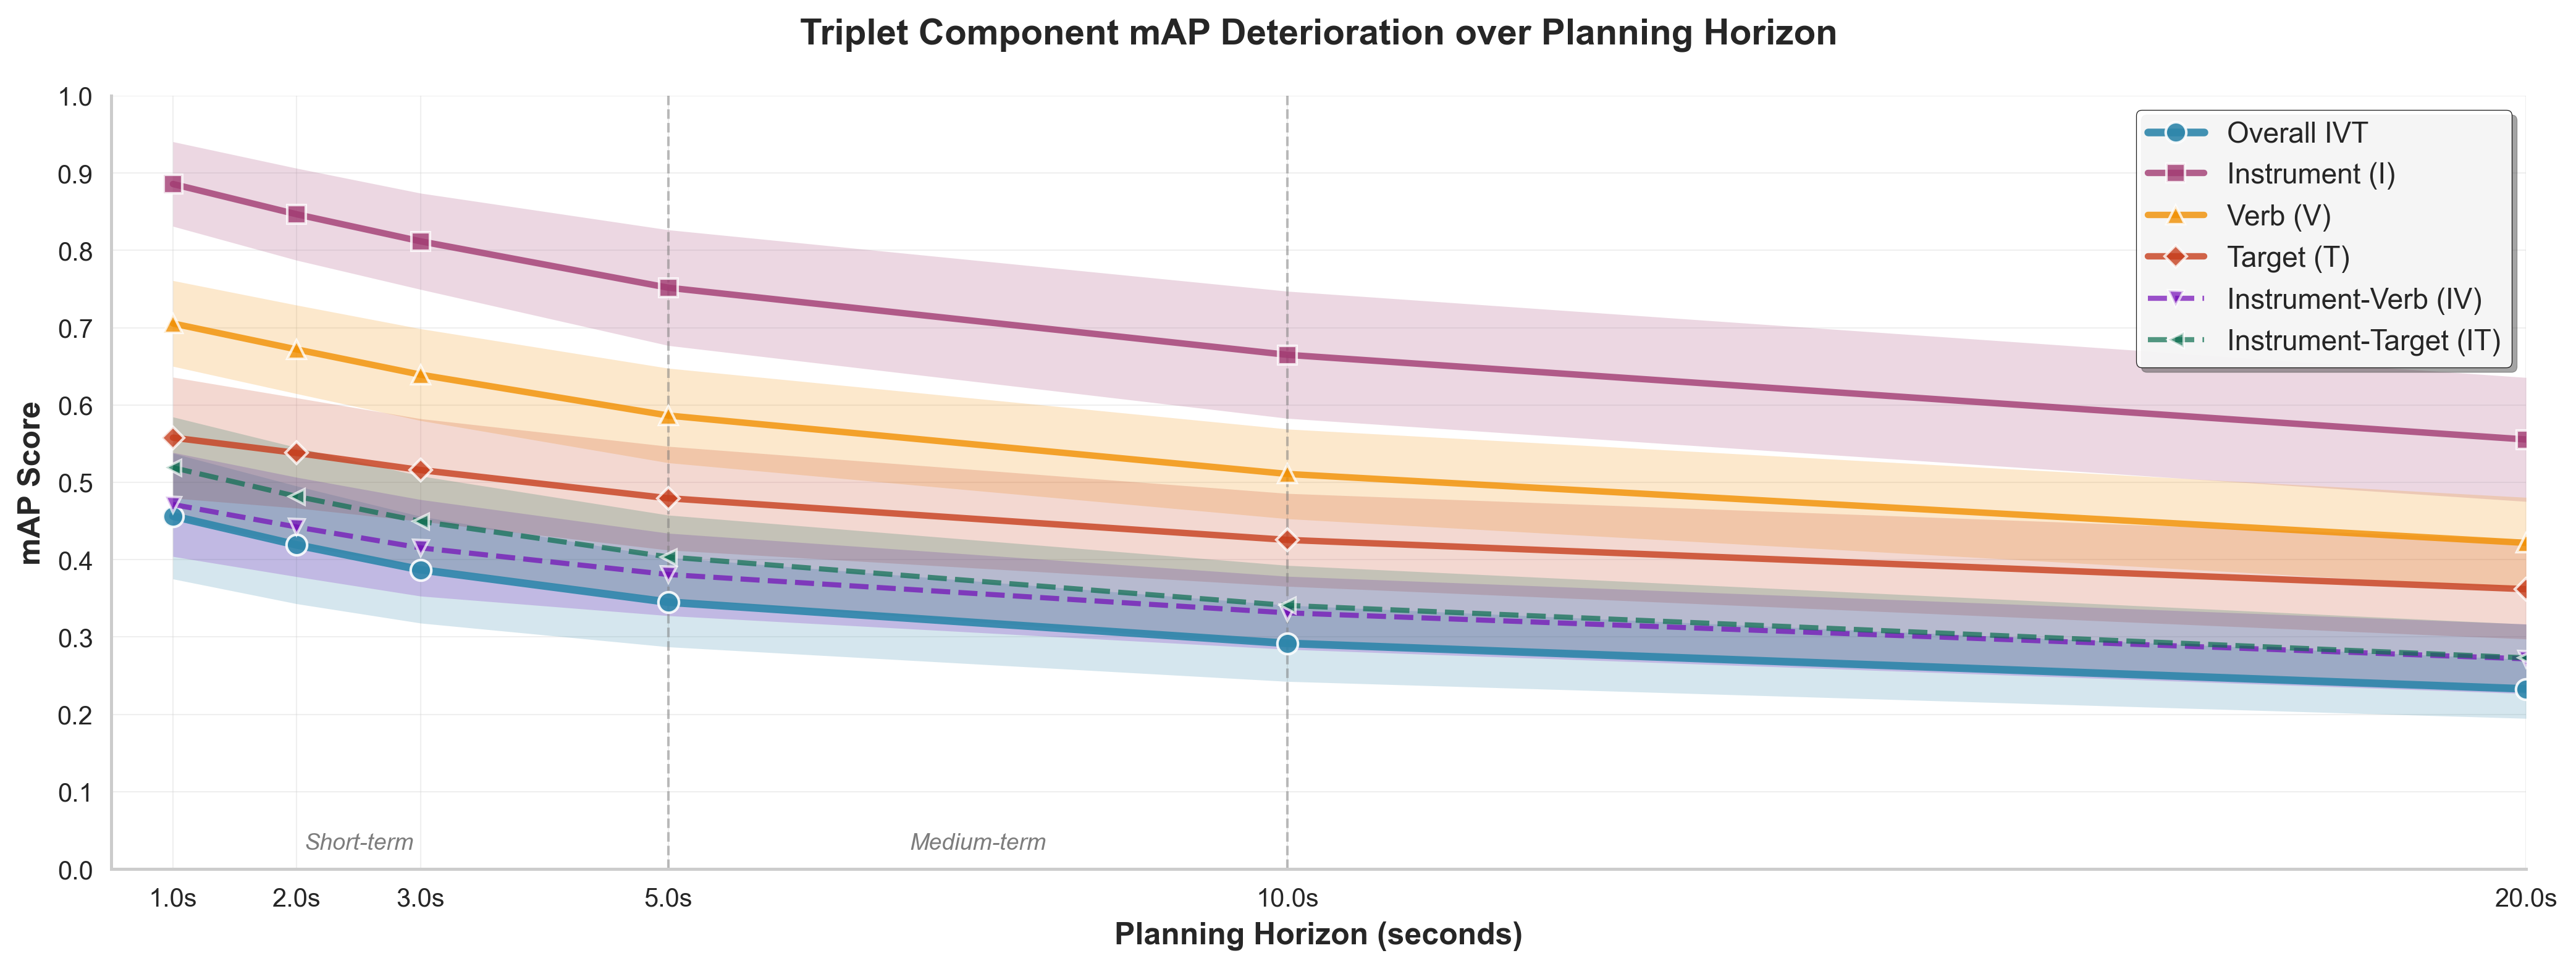 Triplet Component mAP Deterioration over Planning Horizon
mAP Score
1.0
0.9
0.8
0.7
0.6
0.5
0.4
0.3
0.2
0.1
0.0
Overall IVT
Instrument (I)
Verb (V)
Target (T)
Instrument-Verb (IV)
Instrument-Target (IT)
Short-term
Medium-term
1.0s 2.0s 3.0s 5.0s 10.0s 20.0s
Planning Horizon (seconds)